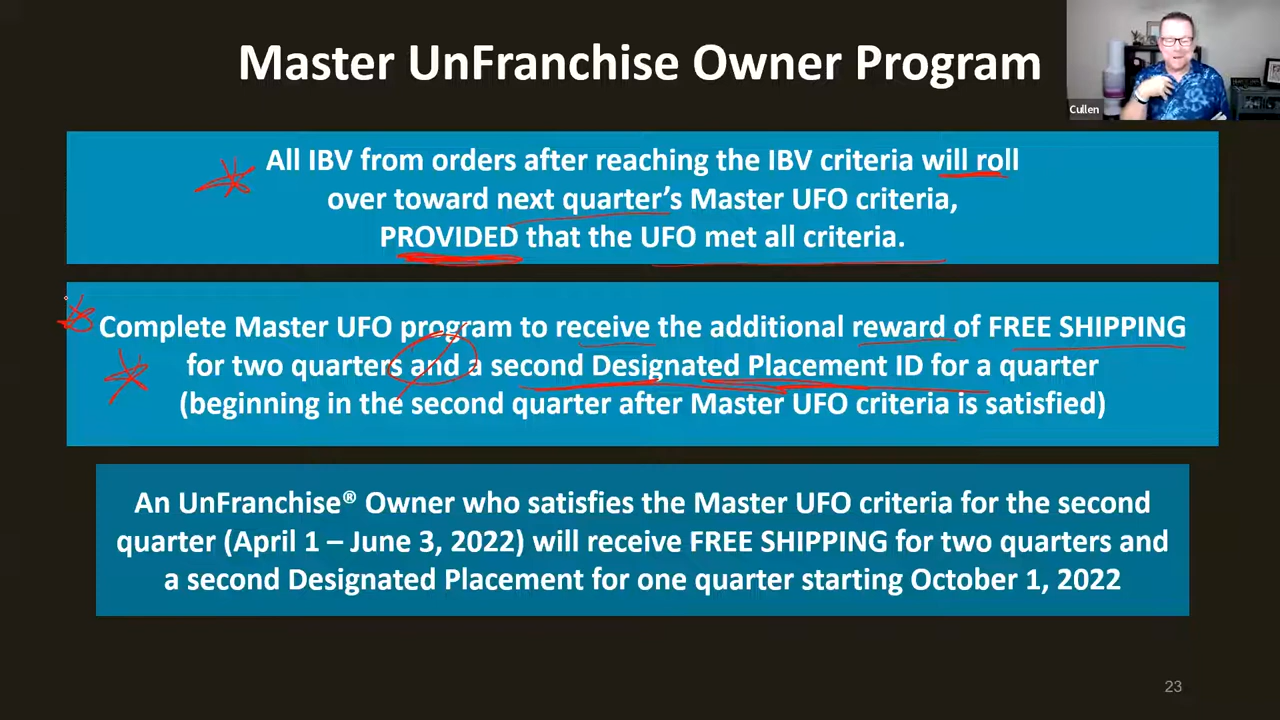 Master UnFranchise Owner Program
Cullen
All IBV from orders after reaching the IBV criteria will roll
over toward next quarter's Master UFO criteria,
PROVIDED that the UFO met all criteria.
Complete Master UFO program to receive the additional reward of FREE SHIPPING
for two quarters and a second Designated Placement ID for a quarter
(beginning in the second quarter after Master UFO criteria is satisfied)
An UnFranchise® Owner who satisfies the Master UFO criteria for the second
quarter (April 1 – June 3, 2022) will receive FREE SHIPPING for two quarters and
a second Designated Placement for one quarter starting October 1, 2022
23